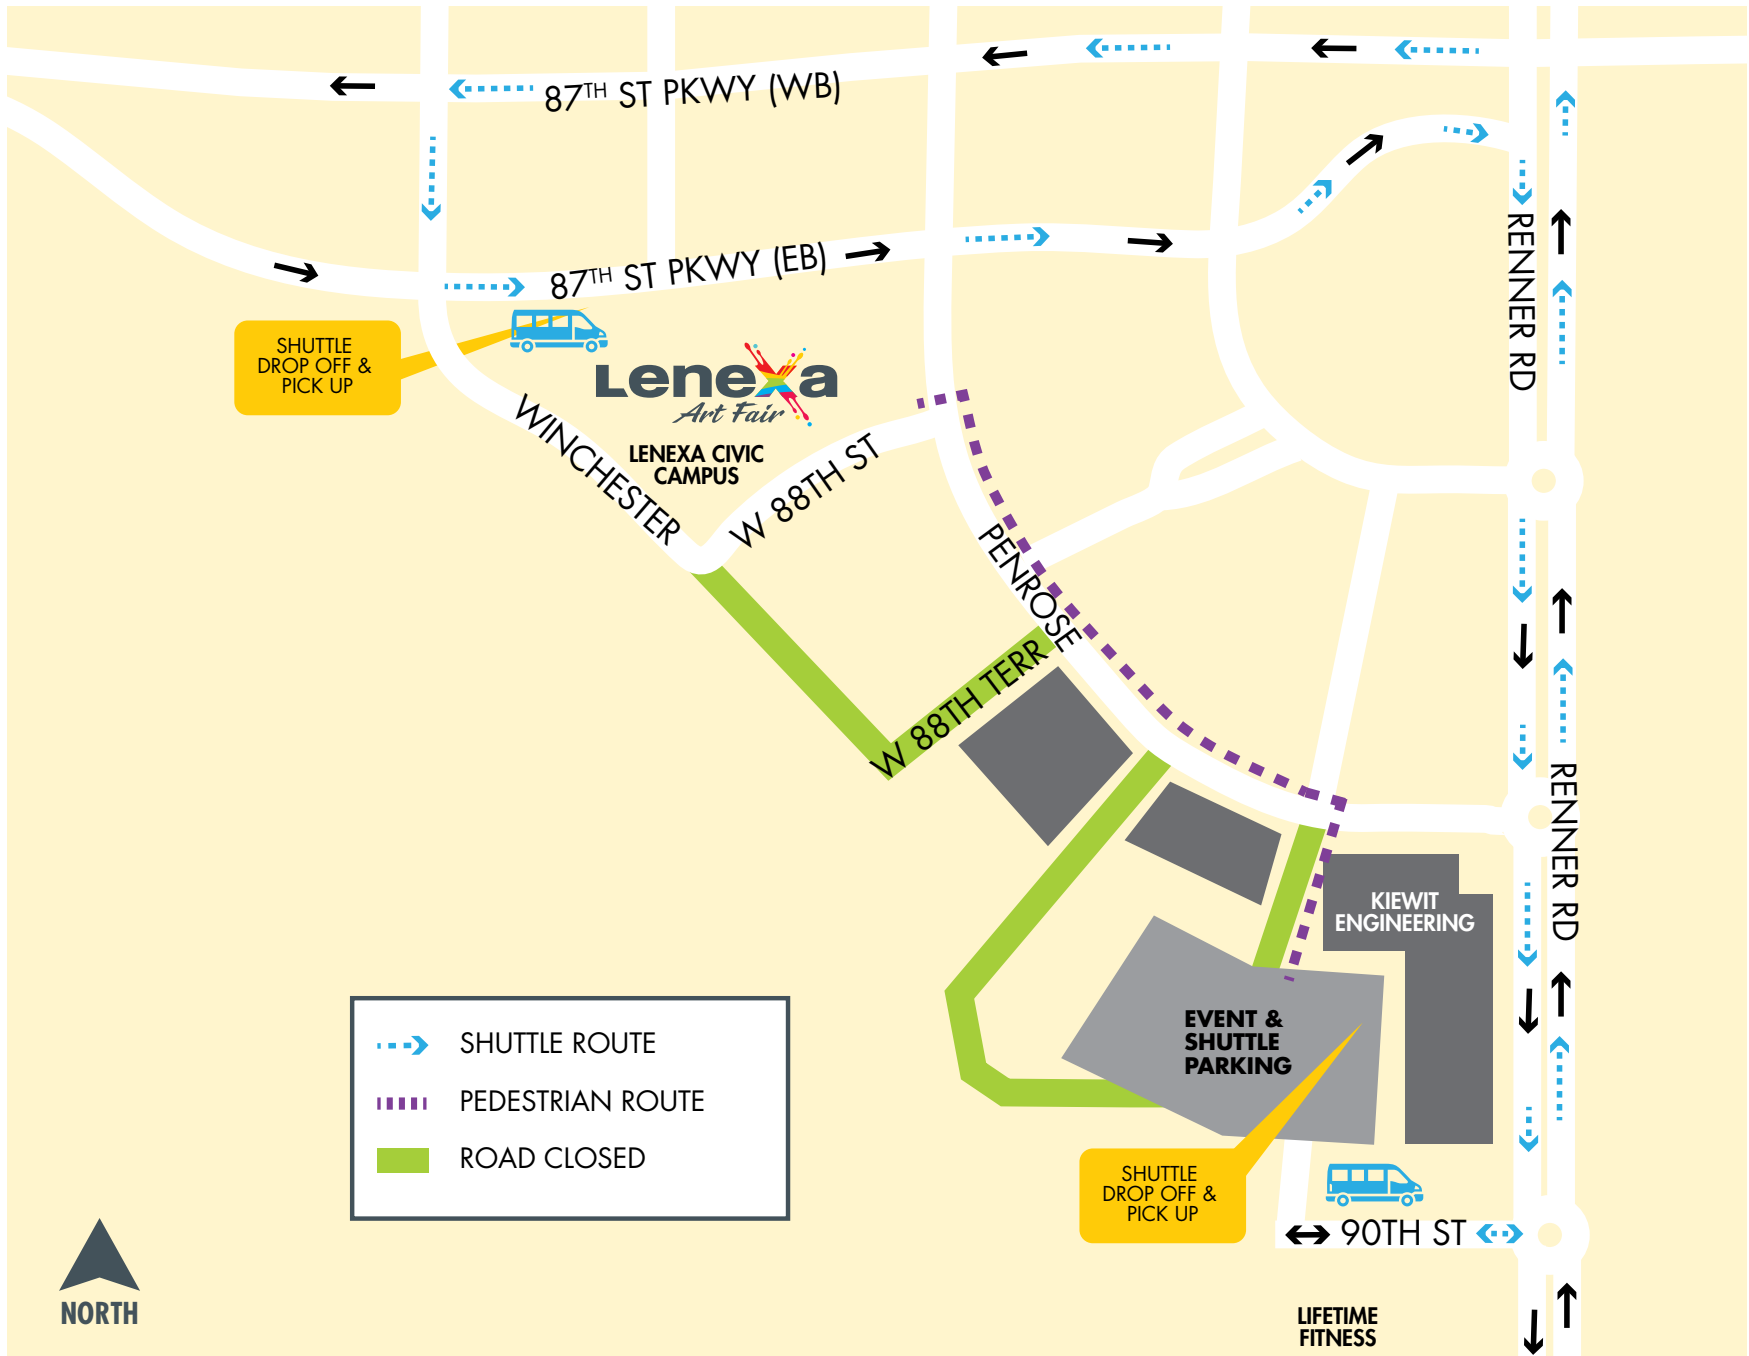 87TH ST PKWY (WB)
87TH ST PKWY (EB)
RENNER RD
SHUTTLE
DROP OFF &
PICK UP
Lenexa
Art Fair
LENEXA CIVIC
CAMPUS
WINCHESTER
W 88TH ST
PENROSE
W 88TH TERR
RENNER RD
KIEWIT
ENGINEERING
EVENT &
SHUTTLE
PARKING
SHUTTLE ROUTE
PEDESTRIAN ROUTE
ROAD CLOSED
SHUTTLE
DROP OFF &
PICK UP
90TH ST
NORTH
LIFETIME
FITNESS